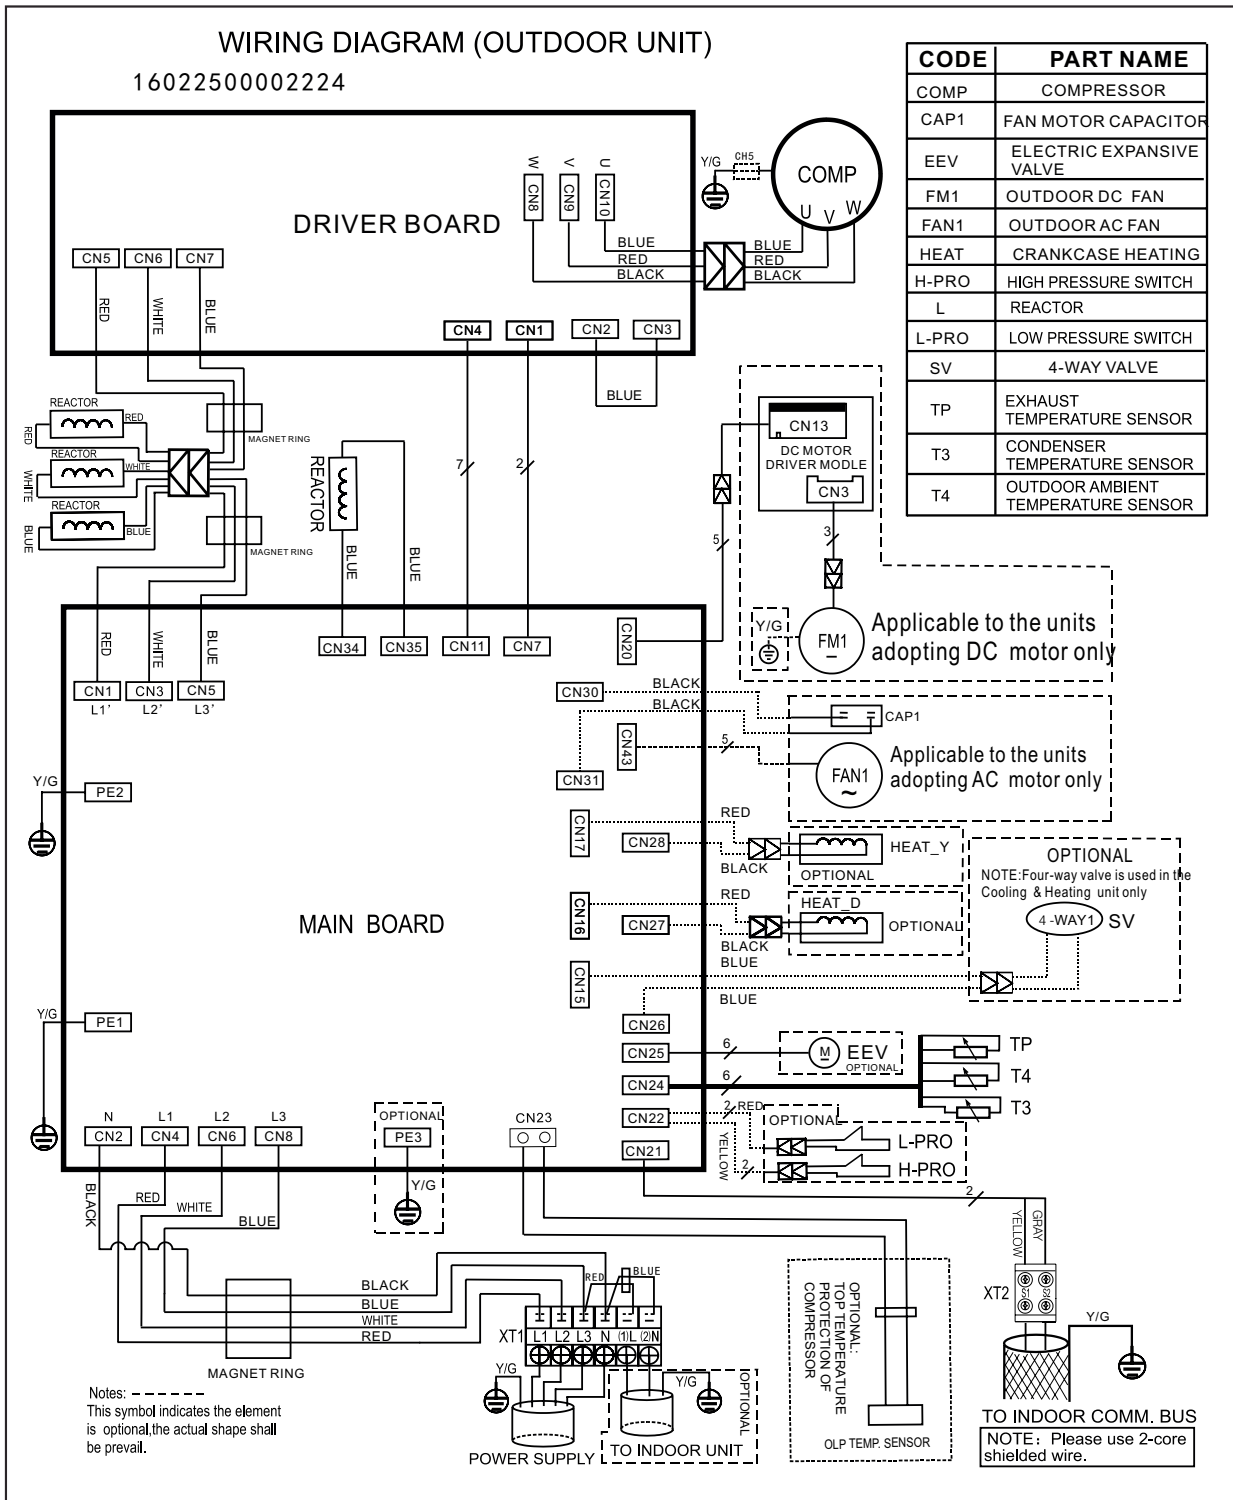 WIRING DIAGRAM (OUTDOOR UNIT)
16022500002224
CODE PART NAME
COMP COMPRESSOR
CAP1 FAN MOTOR CAPACITOR
EEV ELECTRIC EXPANSIVE
VALVE
FM1 OUTDOOR DC FAN
FAN1 OUTDOOR AC FAN
HEAT CRANKCASE HEATING
H-PRO HIGH PRESSURE SWITCH
L REACTOR
L-PRO LOW PRESSURE SWITCH
SV 4-WAY VALVE
TP EXHAUST
TEMPERATURE SENSOR
T3 CONDENSER
TEMPERATURE SENSOR
T4 OUTDOOR AMBIENT
TEMPERATURE SENSOR
DRIVER BOARD
W V U
CN8 CN9 CN10
Y/G CH5
COMP
U V W
BLUE BLUE
RED RED
BLACK BLACK
CN5 CN6 CN7
RED WHITE BLUE
CN4 CN1 CN2 CN3
BLUE
REACTOR
RED
RED
MAGNET RING
REACTOR
WHITE
WHITE
REACTOR
BLUE
BLUE
MAGNET RING
REACTOR
BLUE BLUE
7 2
CN13
DC MOTOR
DRIVER MODLE
CN3
5 3
Y/G
FM1
Applicable to the units
adopting DC motor only
RED WHITE BLUE
CN1 CN3 CN5
L1' L2' L3'
CN34 CN35 CN11 CN7 CN20
CN30 BLACK
BLACK
CAP1
CN43 5
CN31
FAN1
Applicable to the units
adopting AC motor only
Y/G
PE2
CN17 RED
CN28
BLACK
HEAT_Y
OPTIONAL
MAIN BOARD
CN16 RED
CN27
BLACK
HEAT_D
OPTIONAL
OPTIONAL
NOTE:Four-way valve is used in the
Cooling & Heating unit only
4-WAY1 SV
CN15 BLUE
BLUE
CN26
Y/G
PE1
CN25 6 M EEV
OPTIONAL
CN24 6
TP
T4
T3
CN22 2 RED
YELLOW 2
OPTIONAL
L-PRO
H-PRO
CN21
2
N L1 L2 L3
CN2 CN4 CN6 CN8
OPTIONAL
PE3
Y/G
CN23
BLACK RED WHITE BLUE
MAGNET RING
BLACK
BLUE
WHITE
RED
RED BLUE
XT1 L1 L2 L3 N (1)L (2)N
Y/G
POWER SUPPLY
Y/G
OPTIONAL
TO INDOOR UNIT
OPTIONAL:
TOP TEMPERATURE
PROTECTION OF
COMPRESSOR
OLP TEMP. SENSOR
YELLOW GRAY
XT2 S1 S2
Y/G
TO INDOOR COMM. BUS
NOTE: Please use 2-core
shielded wire.
Notes:
This symbol indicates the element
is optional,the actual shape shall
be prevail.